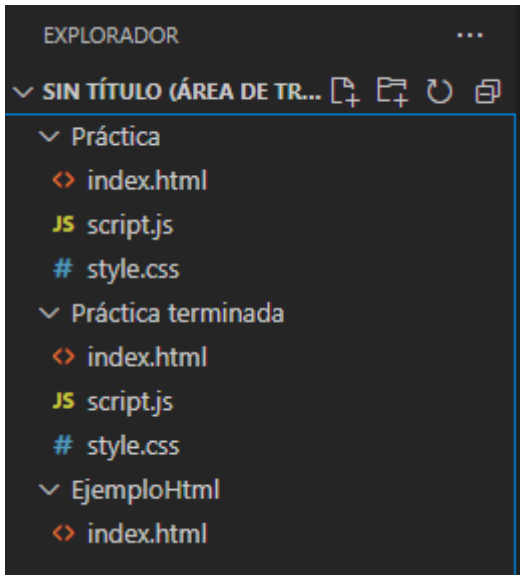 EXPLORADOR ...
SIN TÍTULO (ÁREA DE TR...
Práctica
<> index.html
JS script.js
# style.css
Práctica terminada
<> index.html
JS script.js
# style.css
EjemploHtml
<> index.html